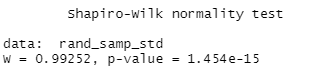 Shapiro-Wilk normality test
data: rand_samp_std
W = 0.99252, p-value = 1.454e-15